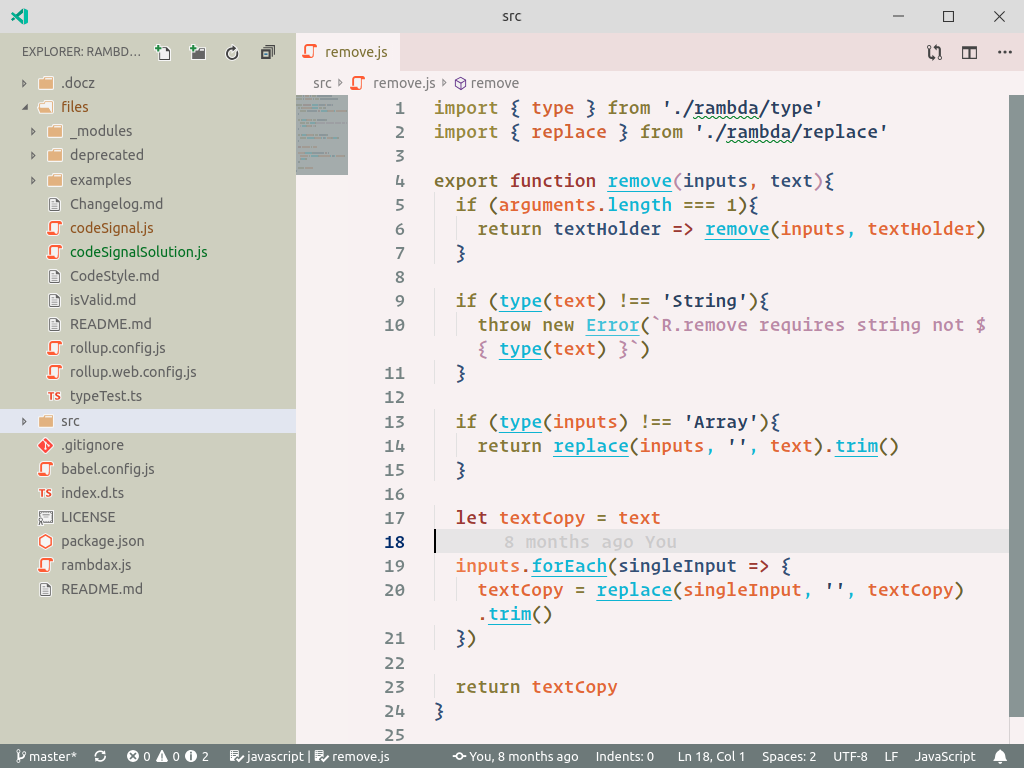 src
EXPLORER: RAMBD...
.docz
files
_modules
deprecated
examples
Changelog.md
codeSignal.js
codeSignalSolution.js
CodeStyle.md
isValid.md
README.md
rollup.config.js
rollup.web.config.js
TS typeTest.ts
src
.gitignore
babel.config.js
TS index.d.ts
LICENSE
package.json
rambdax.js
README.md
remove.js
src remove.js remove
1 import { type } from './rambda/type'
2 import { replace } from './rambda/replace'
3
4 export function remove(inputs, text){
5 if (arguments.length === 1){
6 return textHolder => remove(inputs, textHolder)
7 }
8
9 if (type(text) !== 'String'){
10 throw new Error(`R.remove requires string not $
{ type(text) }`)
11 }
12
13 if (type(inputs) !== 'Array'){
14 return replace(inputs, '', text).trim()
15 }
16
17 let textCopy = text
18 8 months ago You
19 inputs.forEach(singleInput => {
20 textCopy = replace(singleInput, '', textCopy)
.trim()
21 })
22
23 return textCopy
24 }
25
master* 0 0 2 javascript | remove.js You, 8 months ago Indents: 0 Ln 18, Col 1 Spaces: 2 UTF-8 LF JavaScript